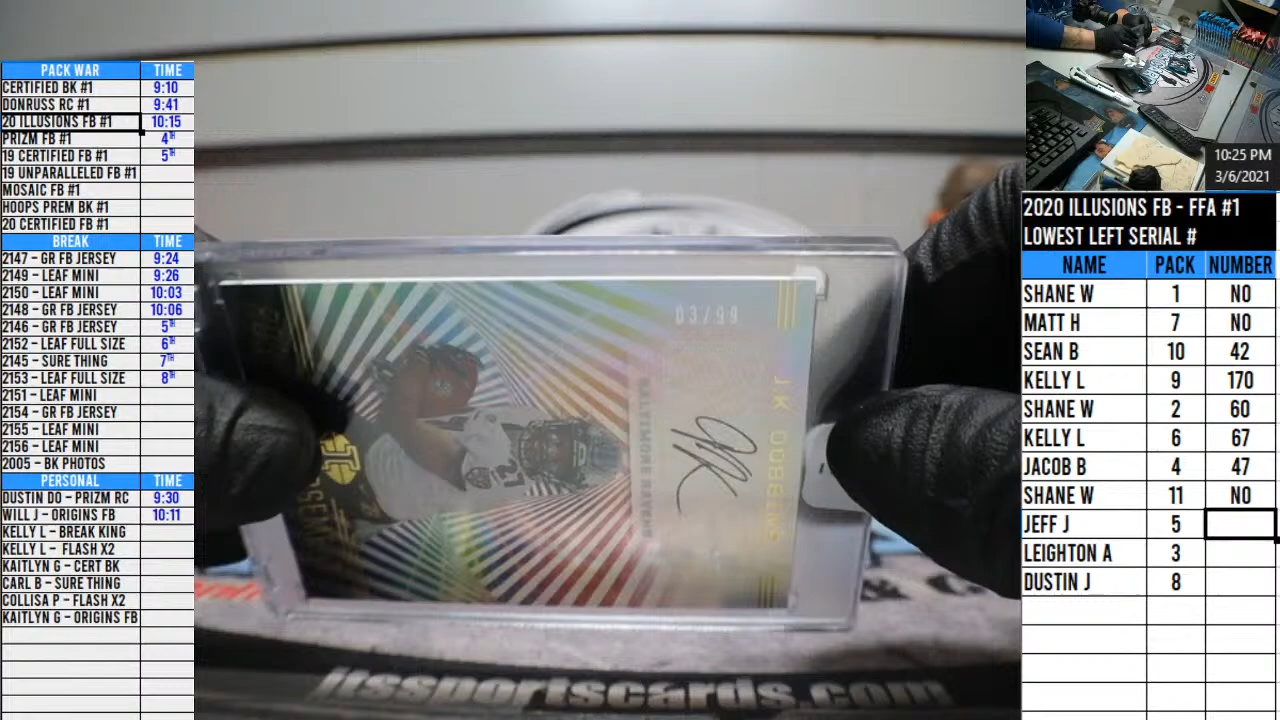 PACK WAR TIME
CERTIFIED BK #1 9:10
DONRUSS RC #1 9:41
20 ILLUSIONS FB #1 10:15
PRIZM FB #1 4TH
19 CERTIFIED FB #1 5TH
19 UNPARALLELED FB #1
MOSAIC FB #1
HOOPS PREM BK #1
20 CERTIFIED FB #1
BREAK TIME
2147 - GR FB JERSEY 9:24
2149 - LEAF MINI 9:26
2150 - LEAF MINI 10:03
2148 - GR FB JERSEY 10:06
2146 - GR FB JERSEY 5TH
2152 - LEAF FULL SIZE 6TH
2145 - SURE THING 7TH
2153 - LEAF FULL SIZE 8TH
2151 - LEAF MINI
2154 - GR FB JERSEY
2155 - LEAF MINI
2156 - LEAF MINI
2005 - BK PHOTOS
PERSONAL TIME
DUSTIN DO - PRIZM RC 9:30
WILL J - ORIGINS FB 10:11
KELLY L - BREAK KING
KELLY L - FLASH X2
KAITLYN G - CERT BK
CARL B - SURE THING
COLLISA P - FLASH X2
KAITLYN G - ORIGINS FB
03/99
J.K. DOBBINS
BALTIMORE RAVENS
27
jtssportscards.com
10:25 PM
3/6/2021
2020 ILLUSIONS FB - FFA #1
LOWEST LEFT SERIAL #
NAME PACK NUMBER
SHANE W 1 NO
MATT H 7 NO
SEAN B 10 42
KELLY L 9 170
SHANE W 2 60
KELLY L 6 67
JACOB B 4 47
SHANE W 11 NO
JEFF J 5
LEIGHTON A 3
DUSTIN J 8